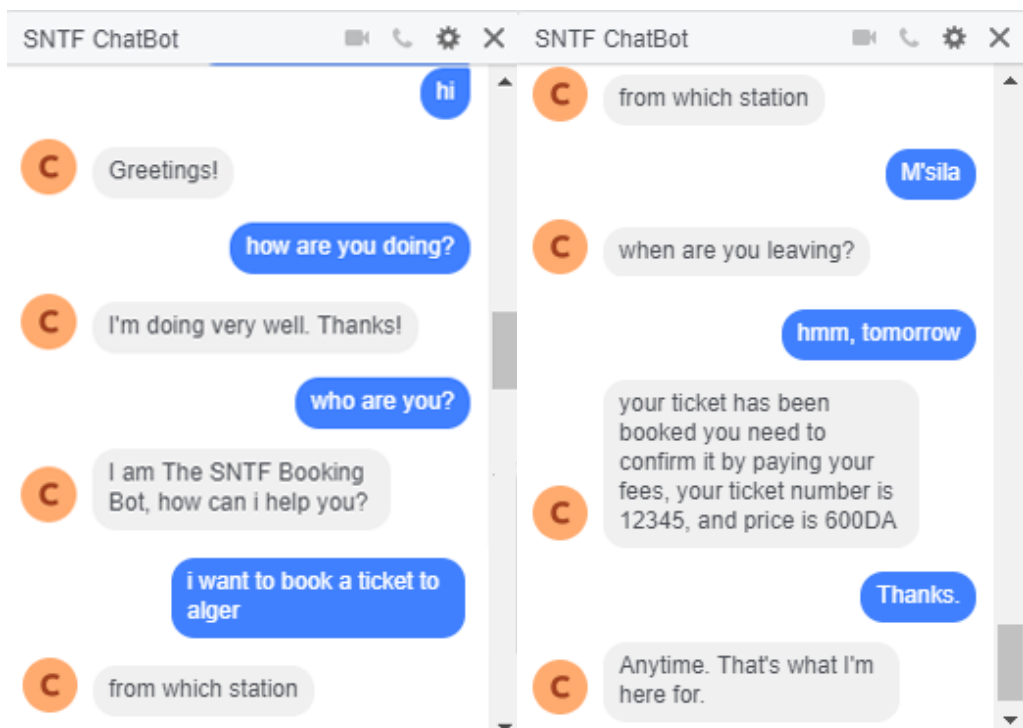 SNTF ChatBot
hi
C
Greetings!
how are you doing?
C
I'm doing very well. Thanks!
who are you?
C
I am The SNTF Booking
Bot, how can i help you?
i want to book a ticket to
alger
C
from which station
SNTF ChatBot
C
from which station
M'sila
C
when are you leaving?
hmm, tomorrow
your ticket has been
booked you need to
confirm it by paying your
fees, your ticket number is
C
12345, and price is 600DA
Thanks.
C
Anytime. That's what I'm
here for.